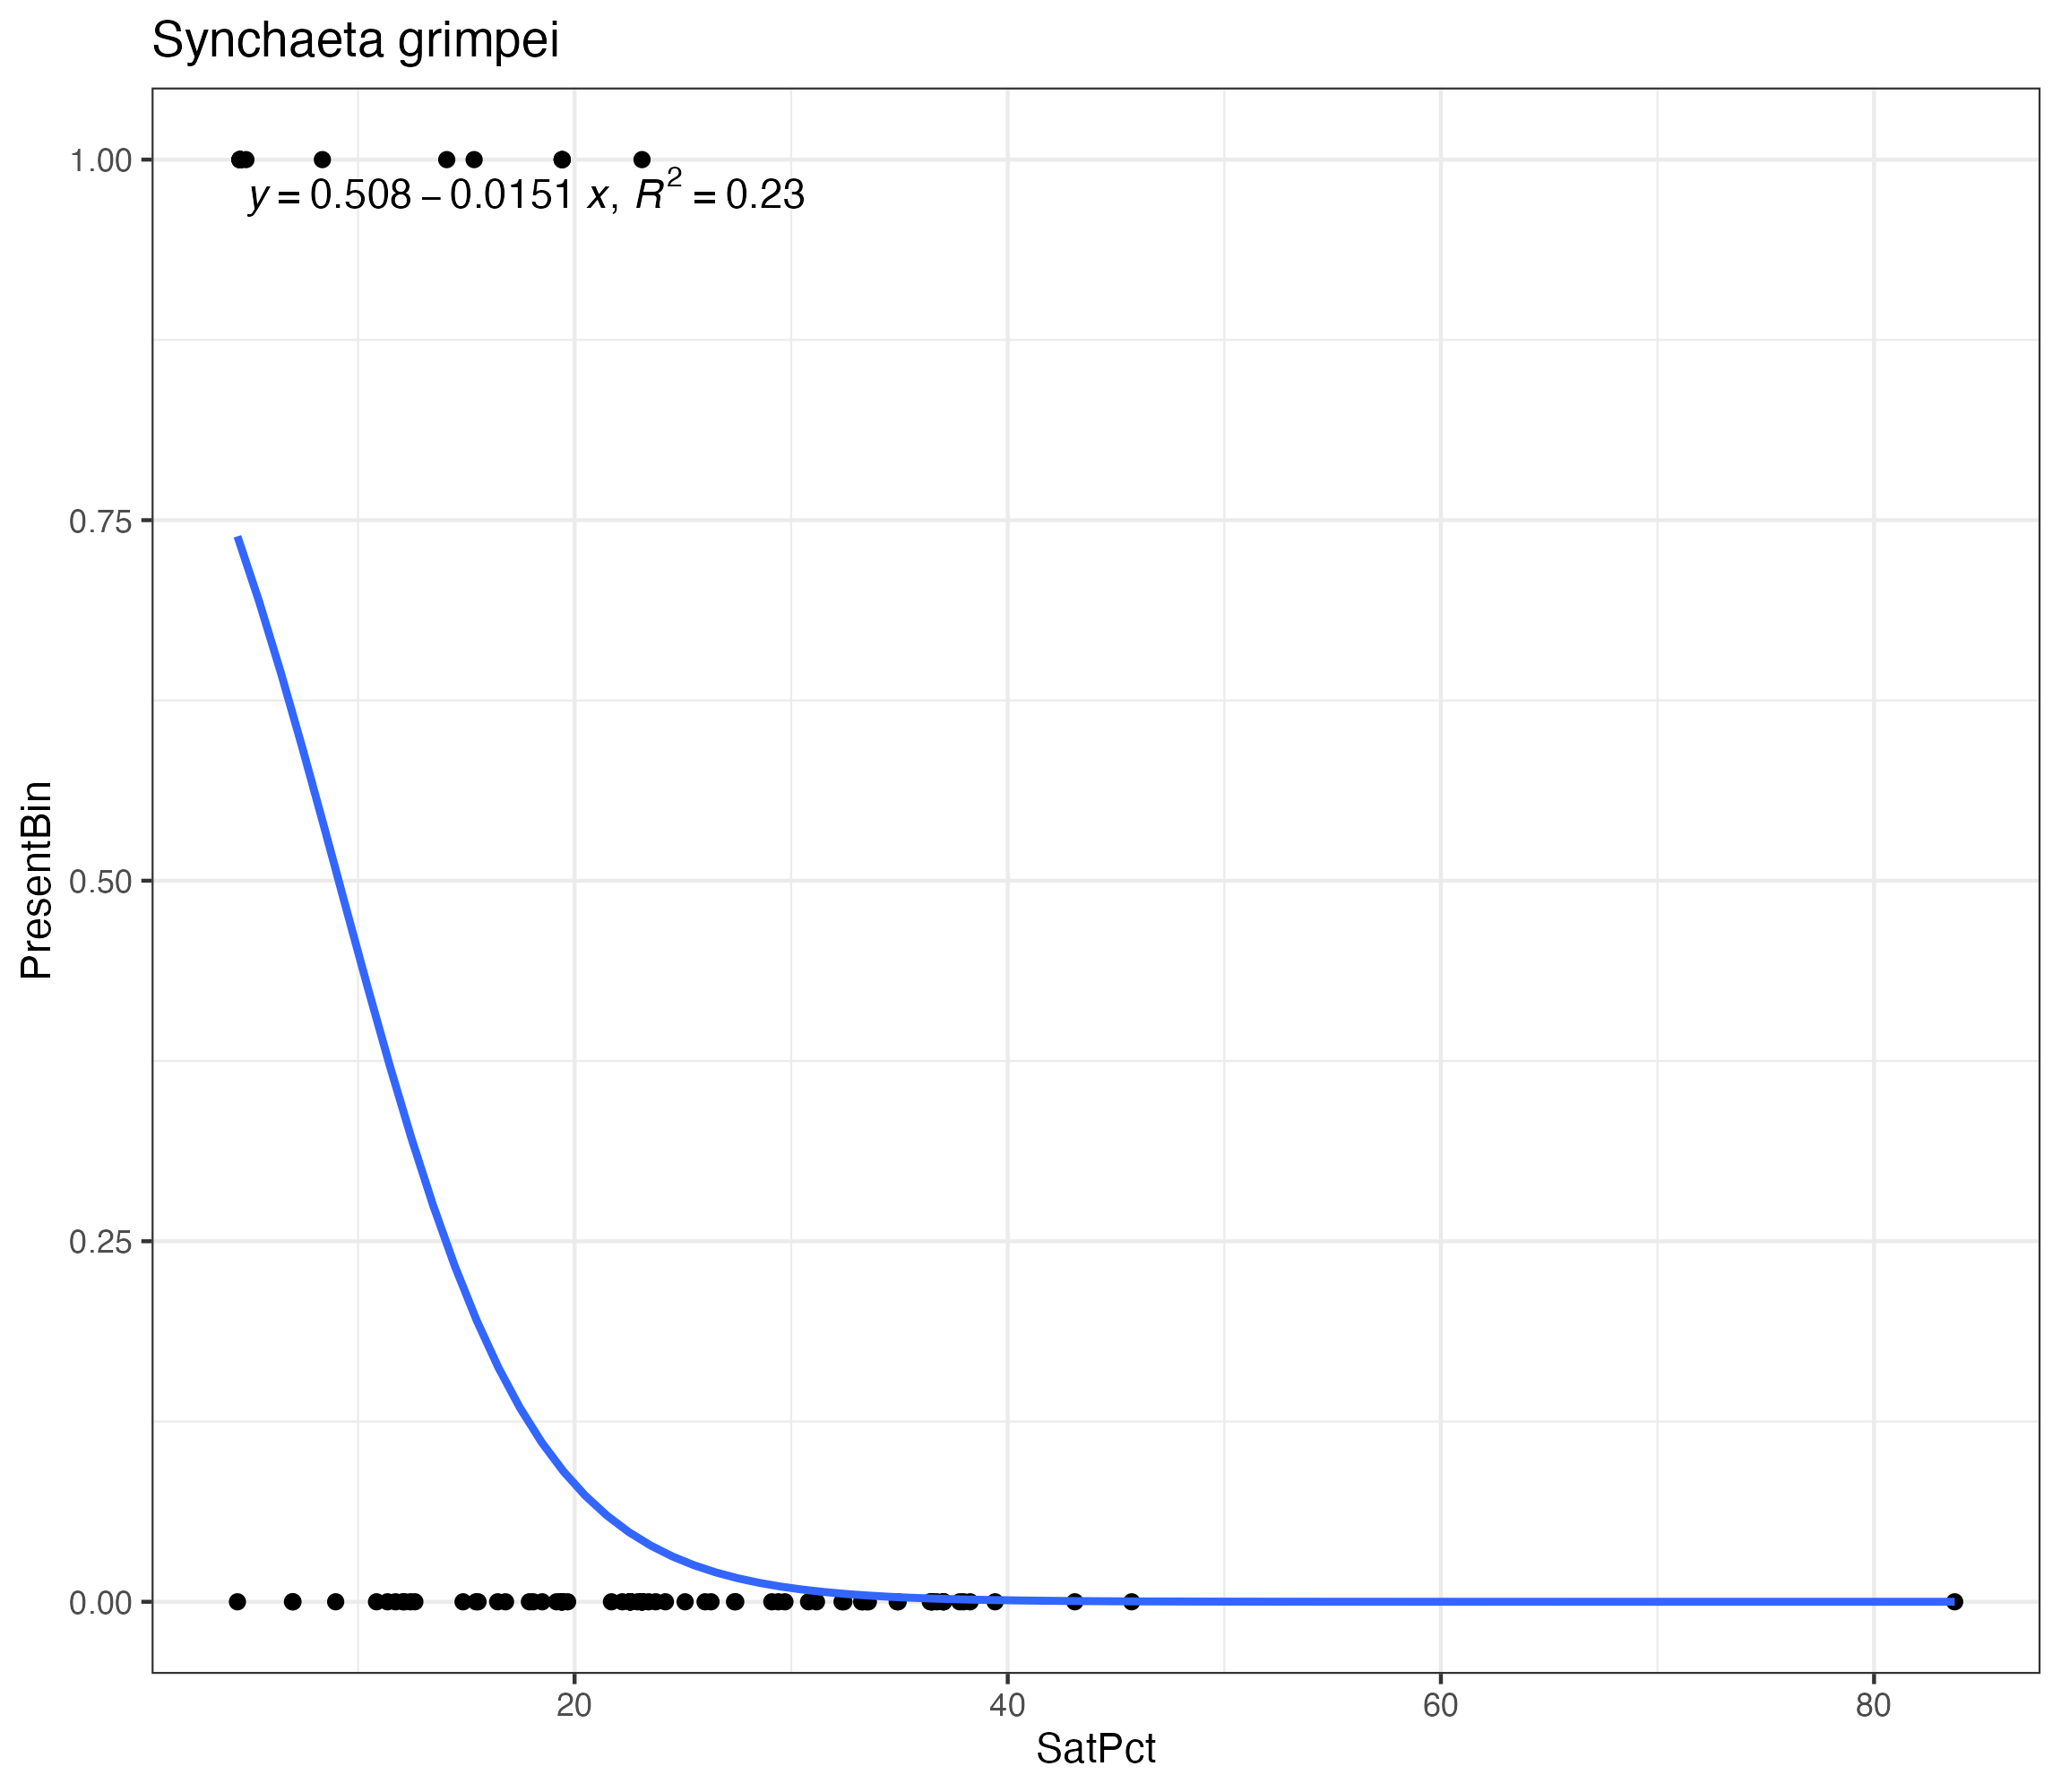 Synchaeta grimpei
1.00
y = 0.508 − 0.0151 x, R² = 0.23
0.75
PresentBin
0.50
0.25
0.00
20 40 60 80
SatPct